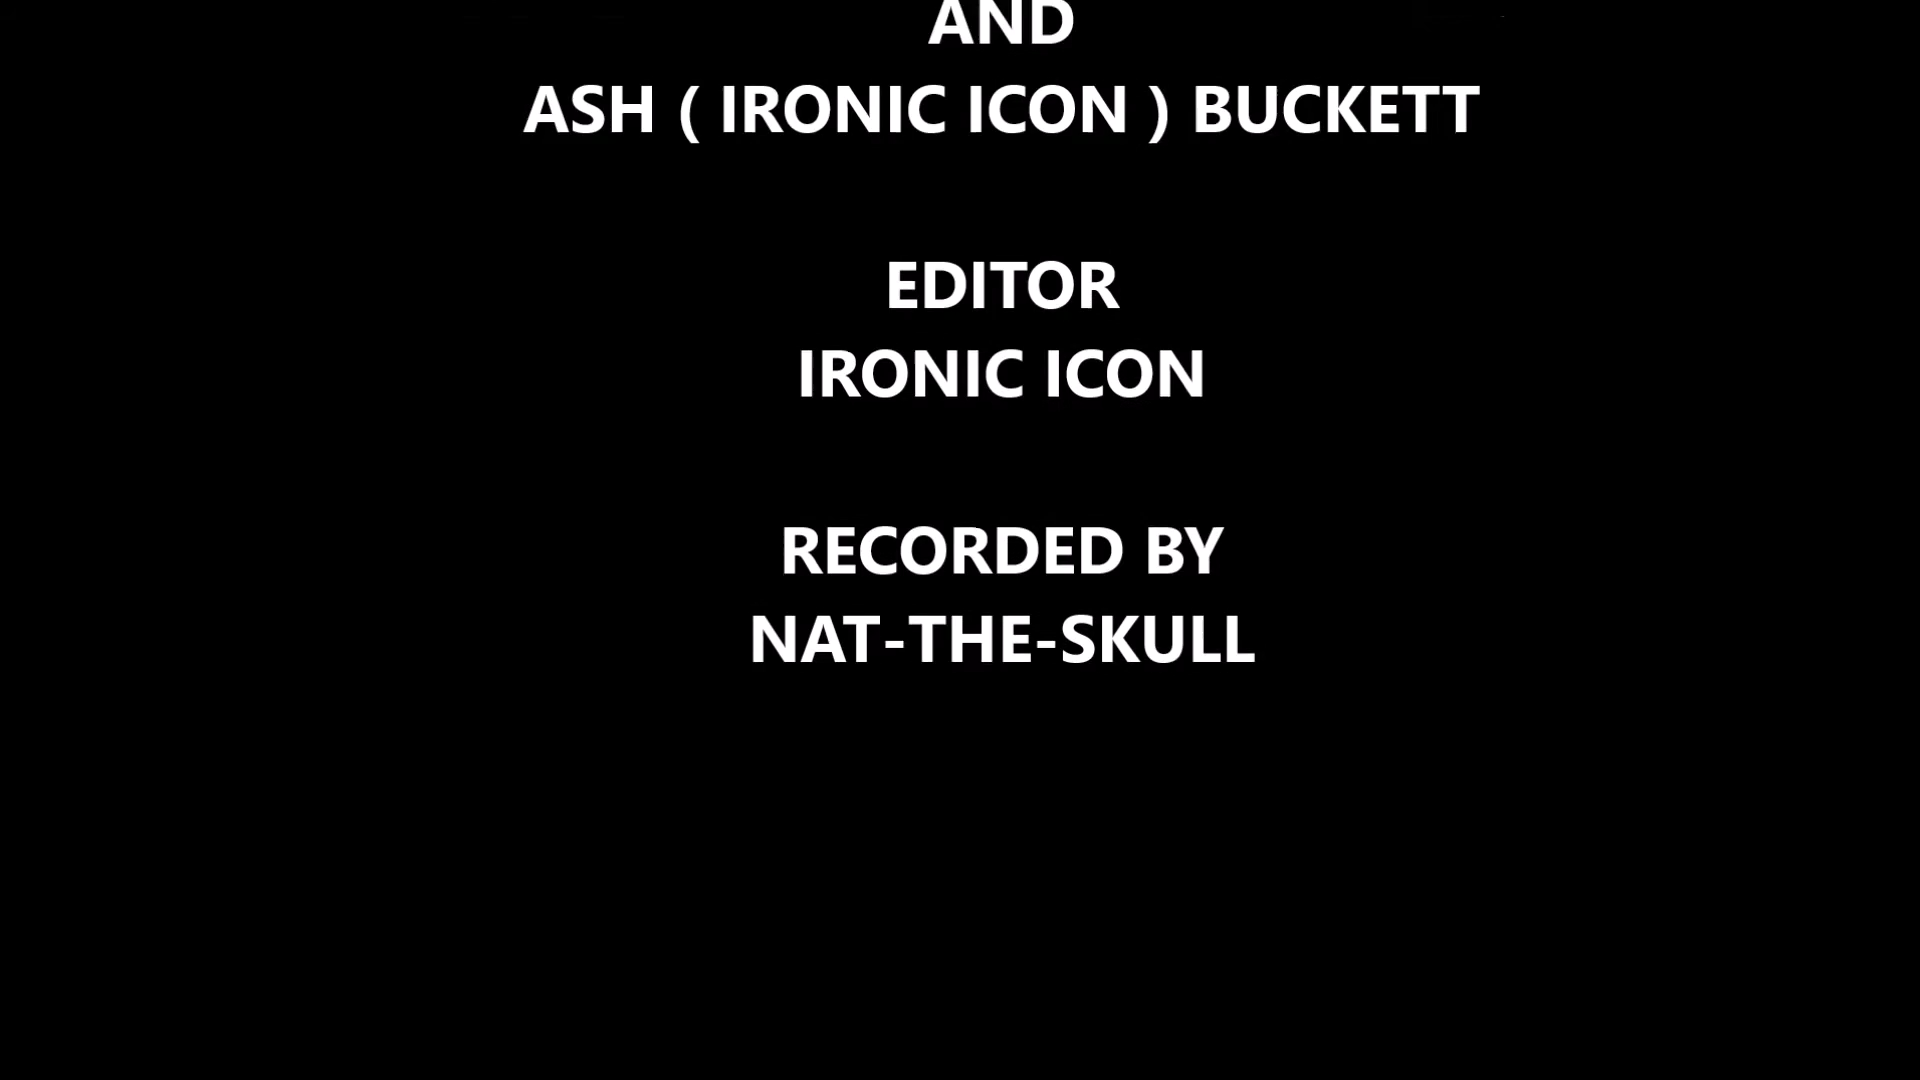 AND
ASH ( IRONIC ICON ) BUCKETT
EDITOR
IRONIC ICON
RECORDED BY
NAT-THE-SKULL